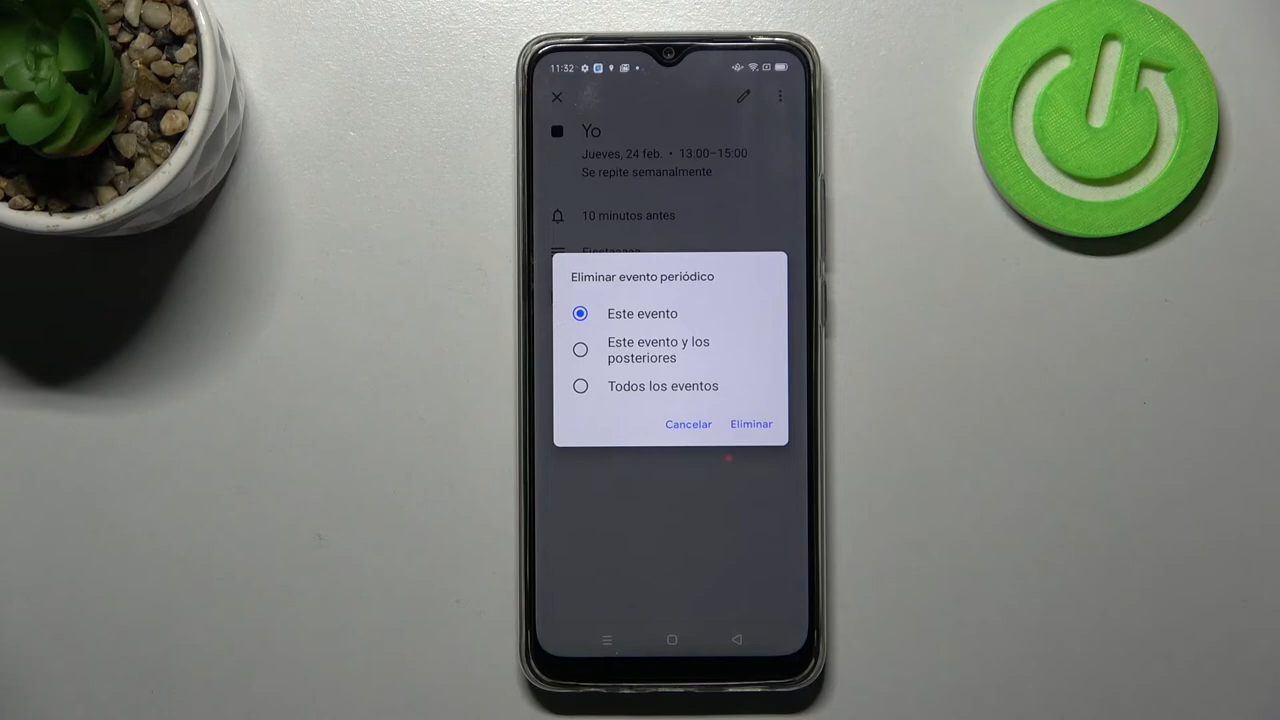 11:32
Yo
Jueves, 24 feb. • 13:00–15:00
Se repite semanalmente
10 minutos antes
Eliminar evento periódico
Este evento
Este evento y los
posteriores
Todos los eventos
Cancelar Eliminar